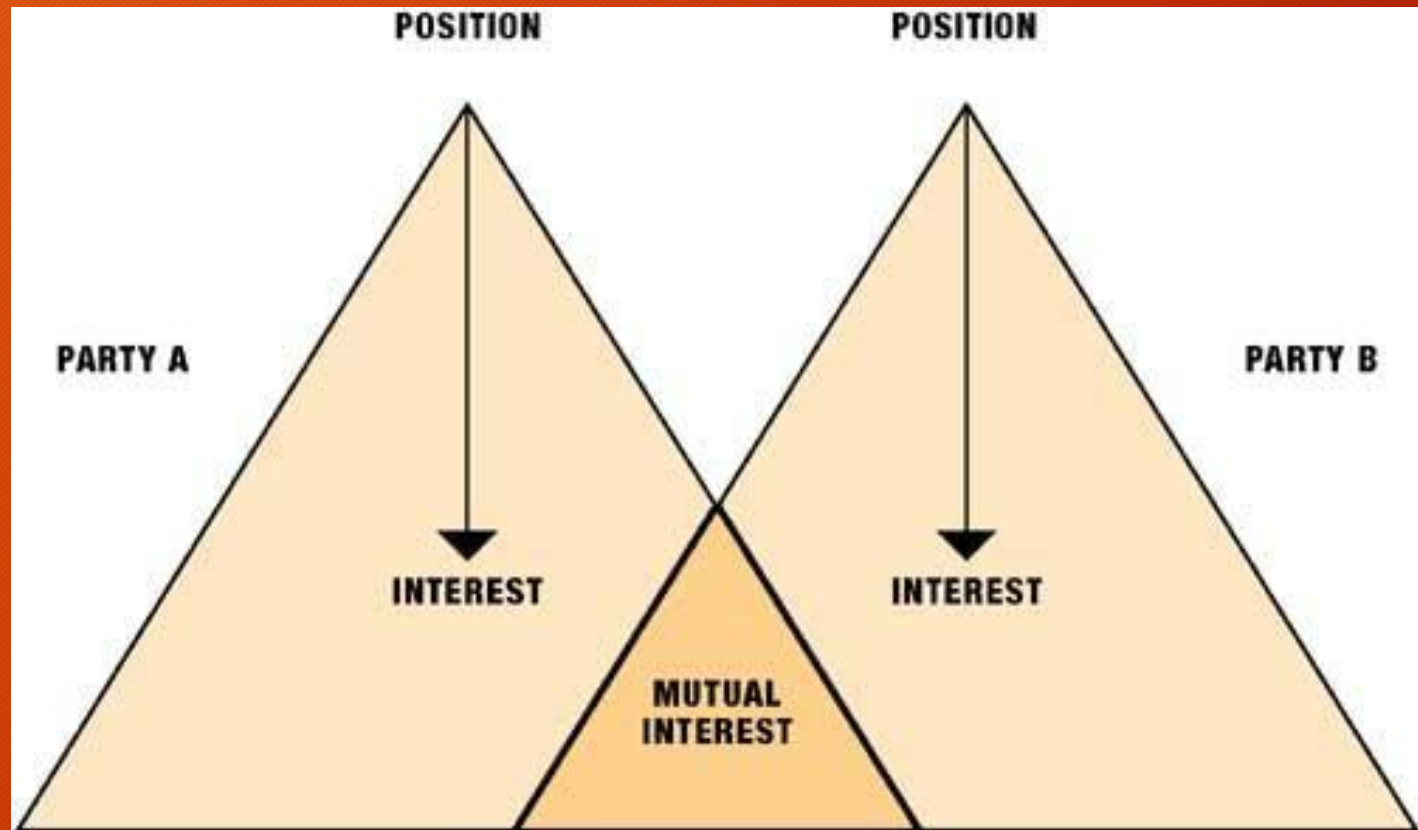 POSITION
POSITION
PARTY A
PARTY B
INTEREST
INTEREST
MUTUAL
INTEREST